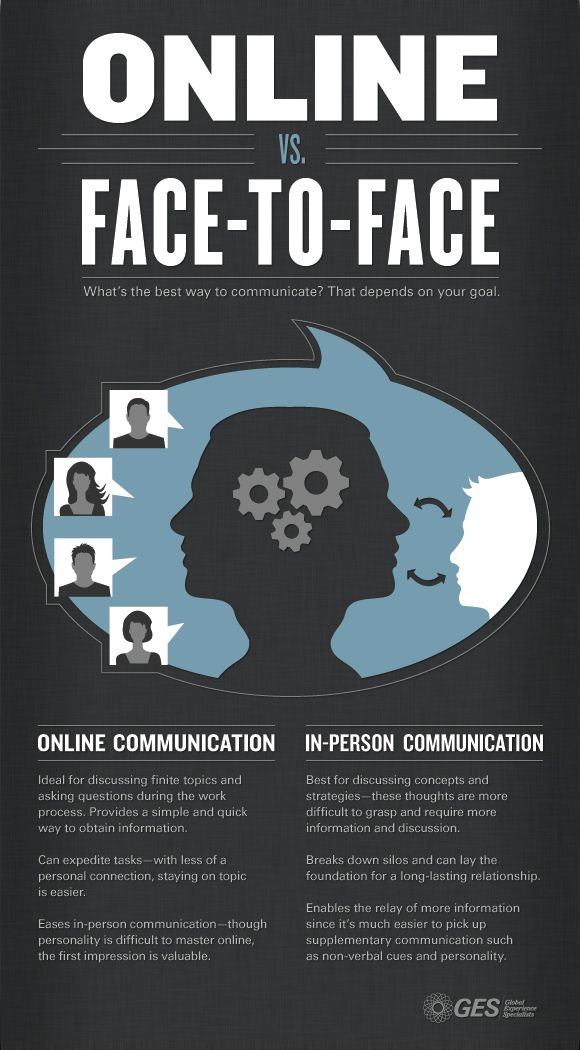 ONLINE
VS.
FACE-TO-FACE
What's the best way to communicate? That depends on your goal.
ONLINE COMMUNICATION
Ideal for discussing finite topics and
asking questions during the work
process. Provides a simple and quick
way to obtain information.
Can expedite tasks—with less of a
personal connection, staying on topic
is easier.
Eases in-person communication—though
personality is difficult to master online,
the first impression is valuable.
IN-PERSON COMMUNICATION
Best for discussing concepts and
strategies—these thoughts are more
difficult to grasp and require more
information and discussion.
Breaks down silos and can lay the
foundation for a long-lasting relationship.
Enables the relay of more information
since it's much easier to pick up
supplementary communication such
as non-verbal cues and personality.
GES Global
Experience
Specialists